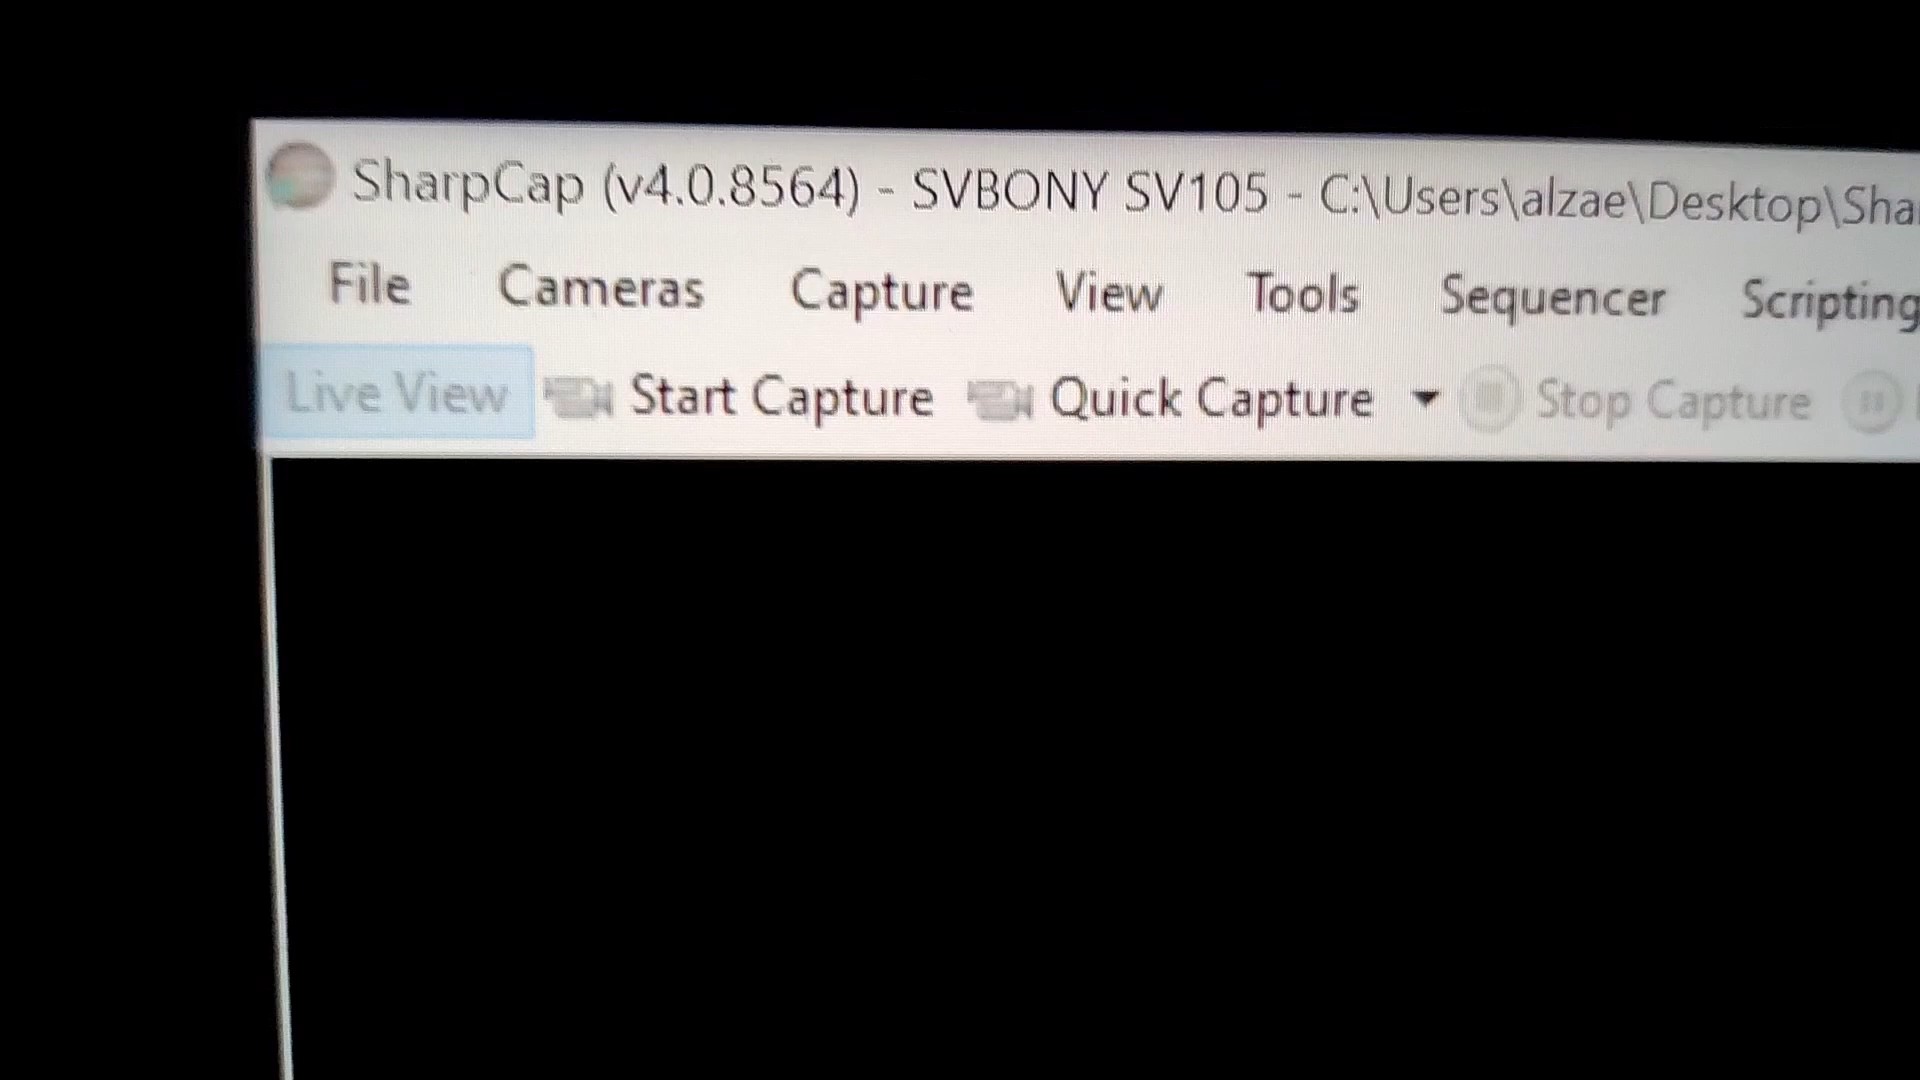 SharpCap (v4.0.8564) - SVBONY SV105 - C:\Users\alzae\Desktop\Sha
File Cameras Capture View Tools Sequencer Scripting
Live View Start Capture Quick Capture Stop Capture